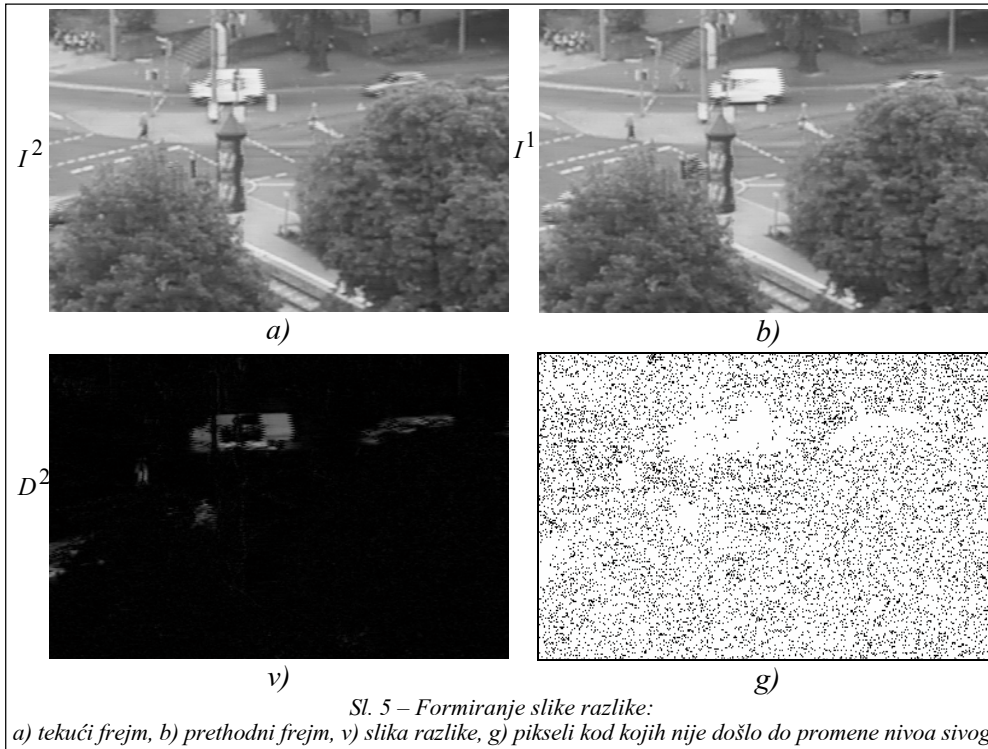 I²
I¹
a)
b)
D²
v)
g)
Sl. 5 – Formiranje slike razlike:
a) tekući frejm, b) prethodni frejm, v) slika razlike, g) pikseli kod kojih nije došlo do promene nivoa sivog